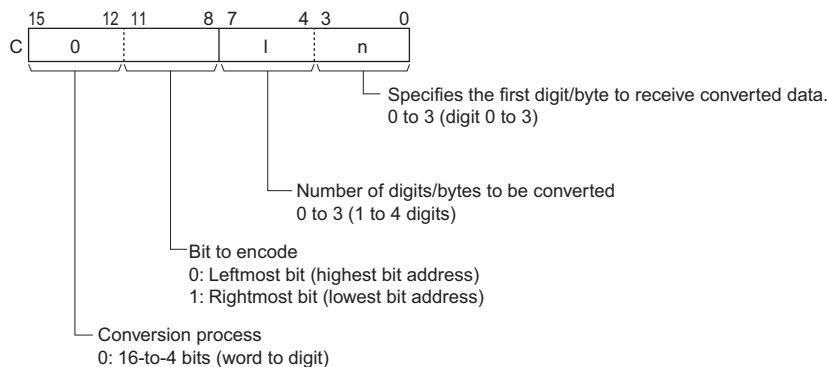 15 12 11 8 7 4 3 0
C 0 l n
Specifies the first digit/byte to receive converted data.
0 to 3 (digit 0 to 3)
Number of digits/bytes to be converted
0 to 3 (1 to 4 digits)
Bit to encode
0: Leftmost bit (highest bit address)
1: Rightmost bit (lowest bit address)
Conversion process
0: 16-to-4 bits (word to digit)